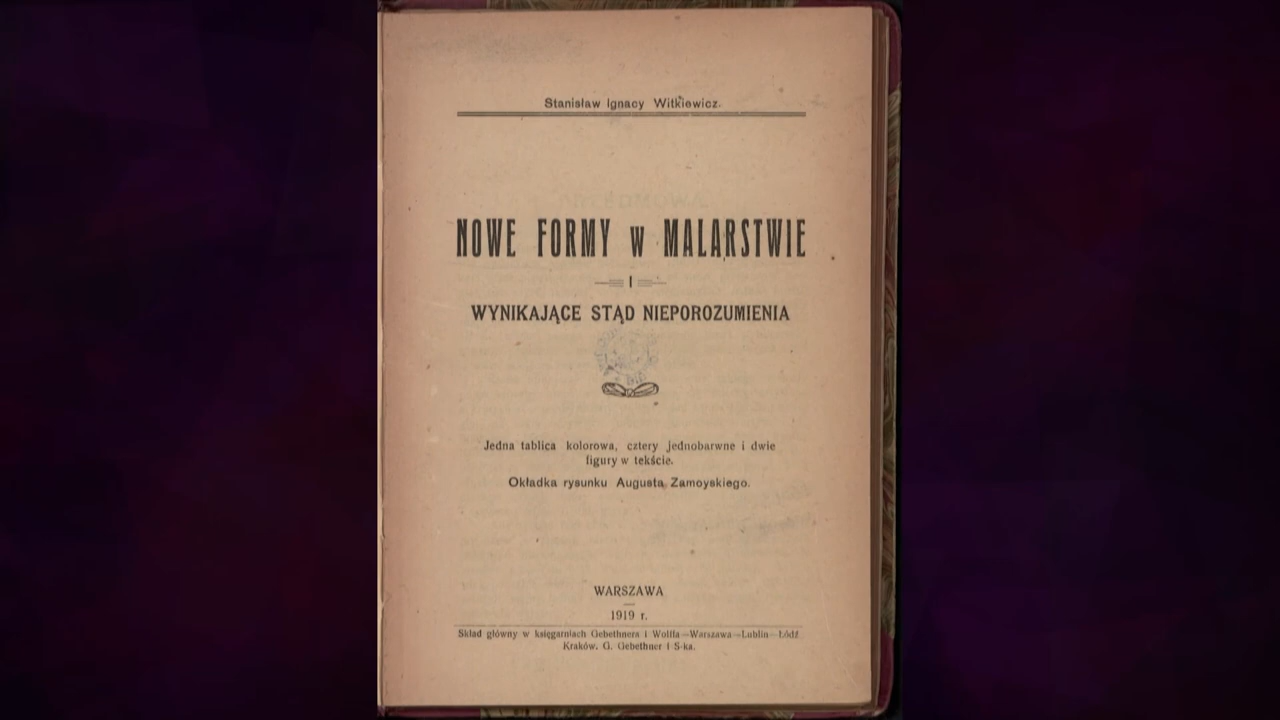 Stanisław Ignacy Witkiewicz.
NOWE FORMY w MALARSTWIE
I
WYNIKAJĄCE STĄD NIEPOROZUMIENIA
Jedna tablica kolorowa, cztery jednobarwne i dwie
figury w tekście.
Okładka rysunku Augusta Zamoyskiego.
WARSZAWA
1919 r.
Skład główny w księgarniach Gebethnera i Wolffa—Warszawa—Lublin—Łódź
Kraków. G. Gebethner i S-ka.